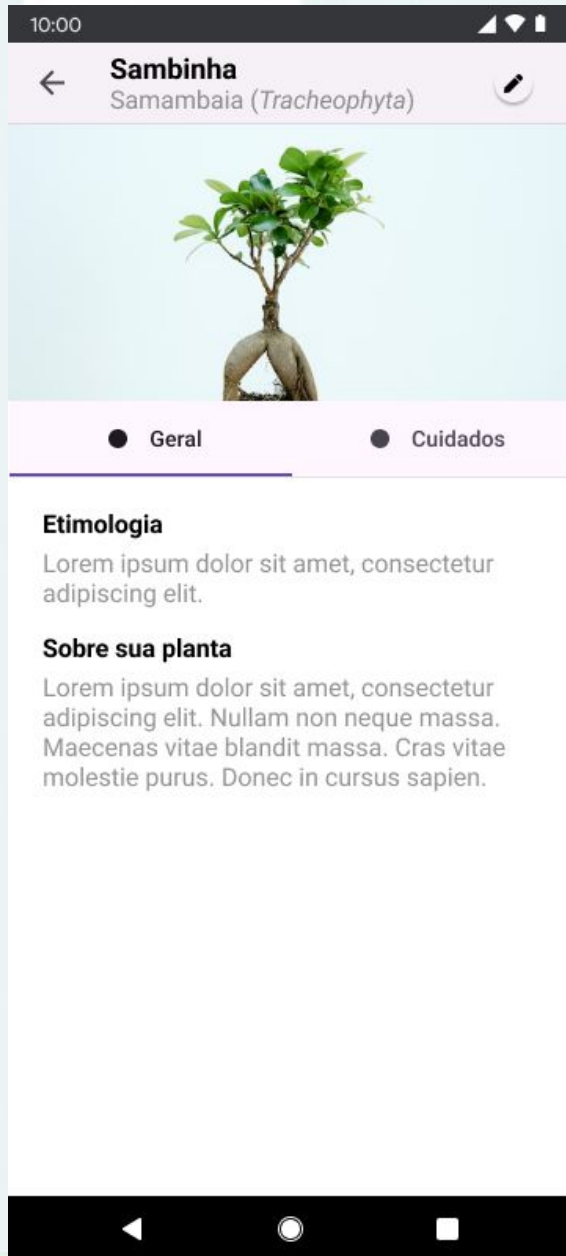 10:00
Sambinha
Samambaia (Tracheophyta)
Geral
Cuidados
Etimologia
Lorem ipsum dolor sit amet, consectetur
adipiscing elit.
Sobre sua planta
Lorem ipsum dolor sit amet, consectetur
adipiscing elit. Nullam non neque massa.
Maecenas vitae blandit massa. Cras vitae
molestie purus. Donec in cursus sapien.